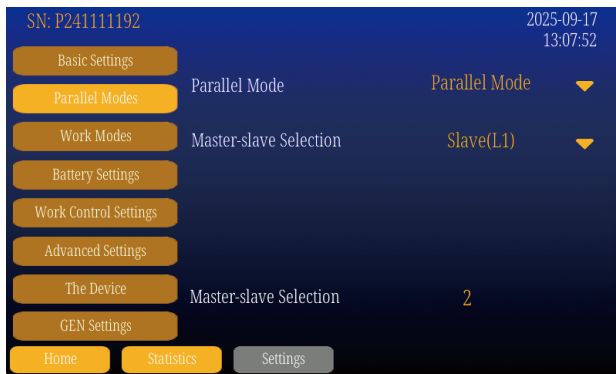 SN: P241111192
2025-09-17
13:07:52
Basic Settings
Parallel Modes
Parallel Mode
Parallel Mode
Work Modes
Master-slave Selection
Slave(L1)
Battery Settings
Work Control Settings
Advanced Settings
The Device
Master-slave Selection
2
GEN Settings
Home
Statistics
Settings